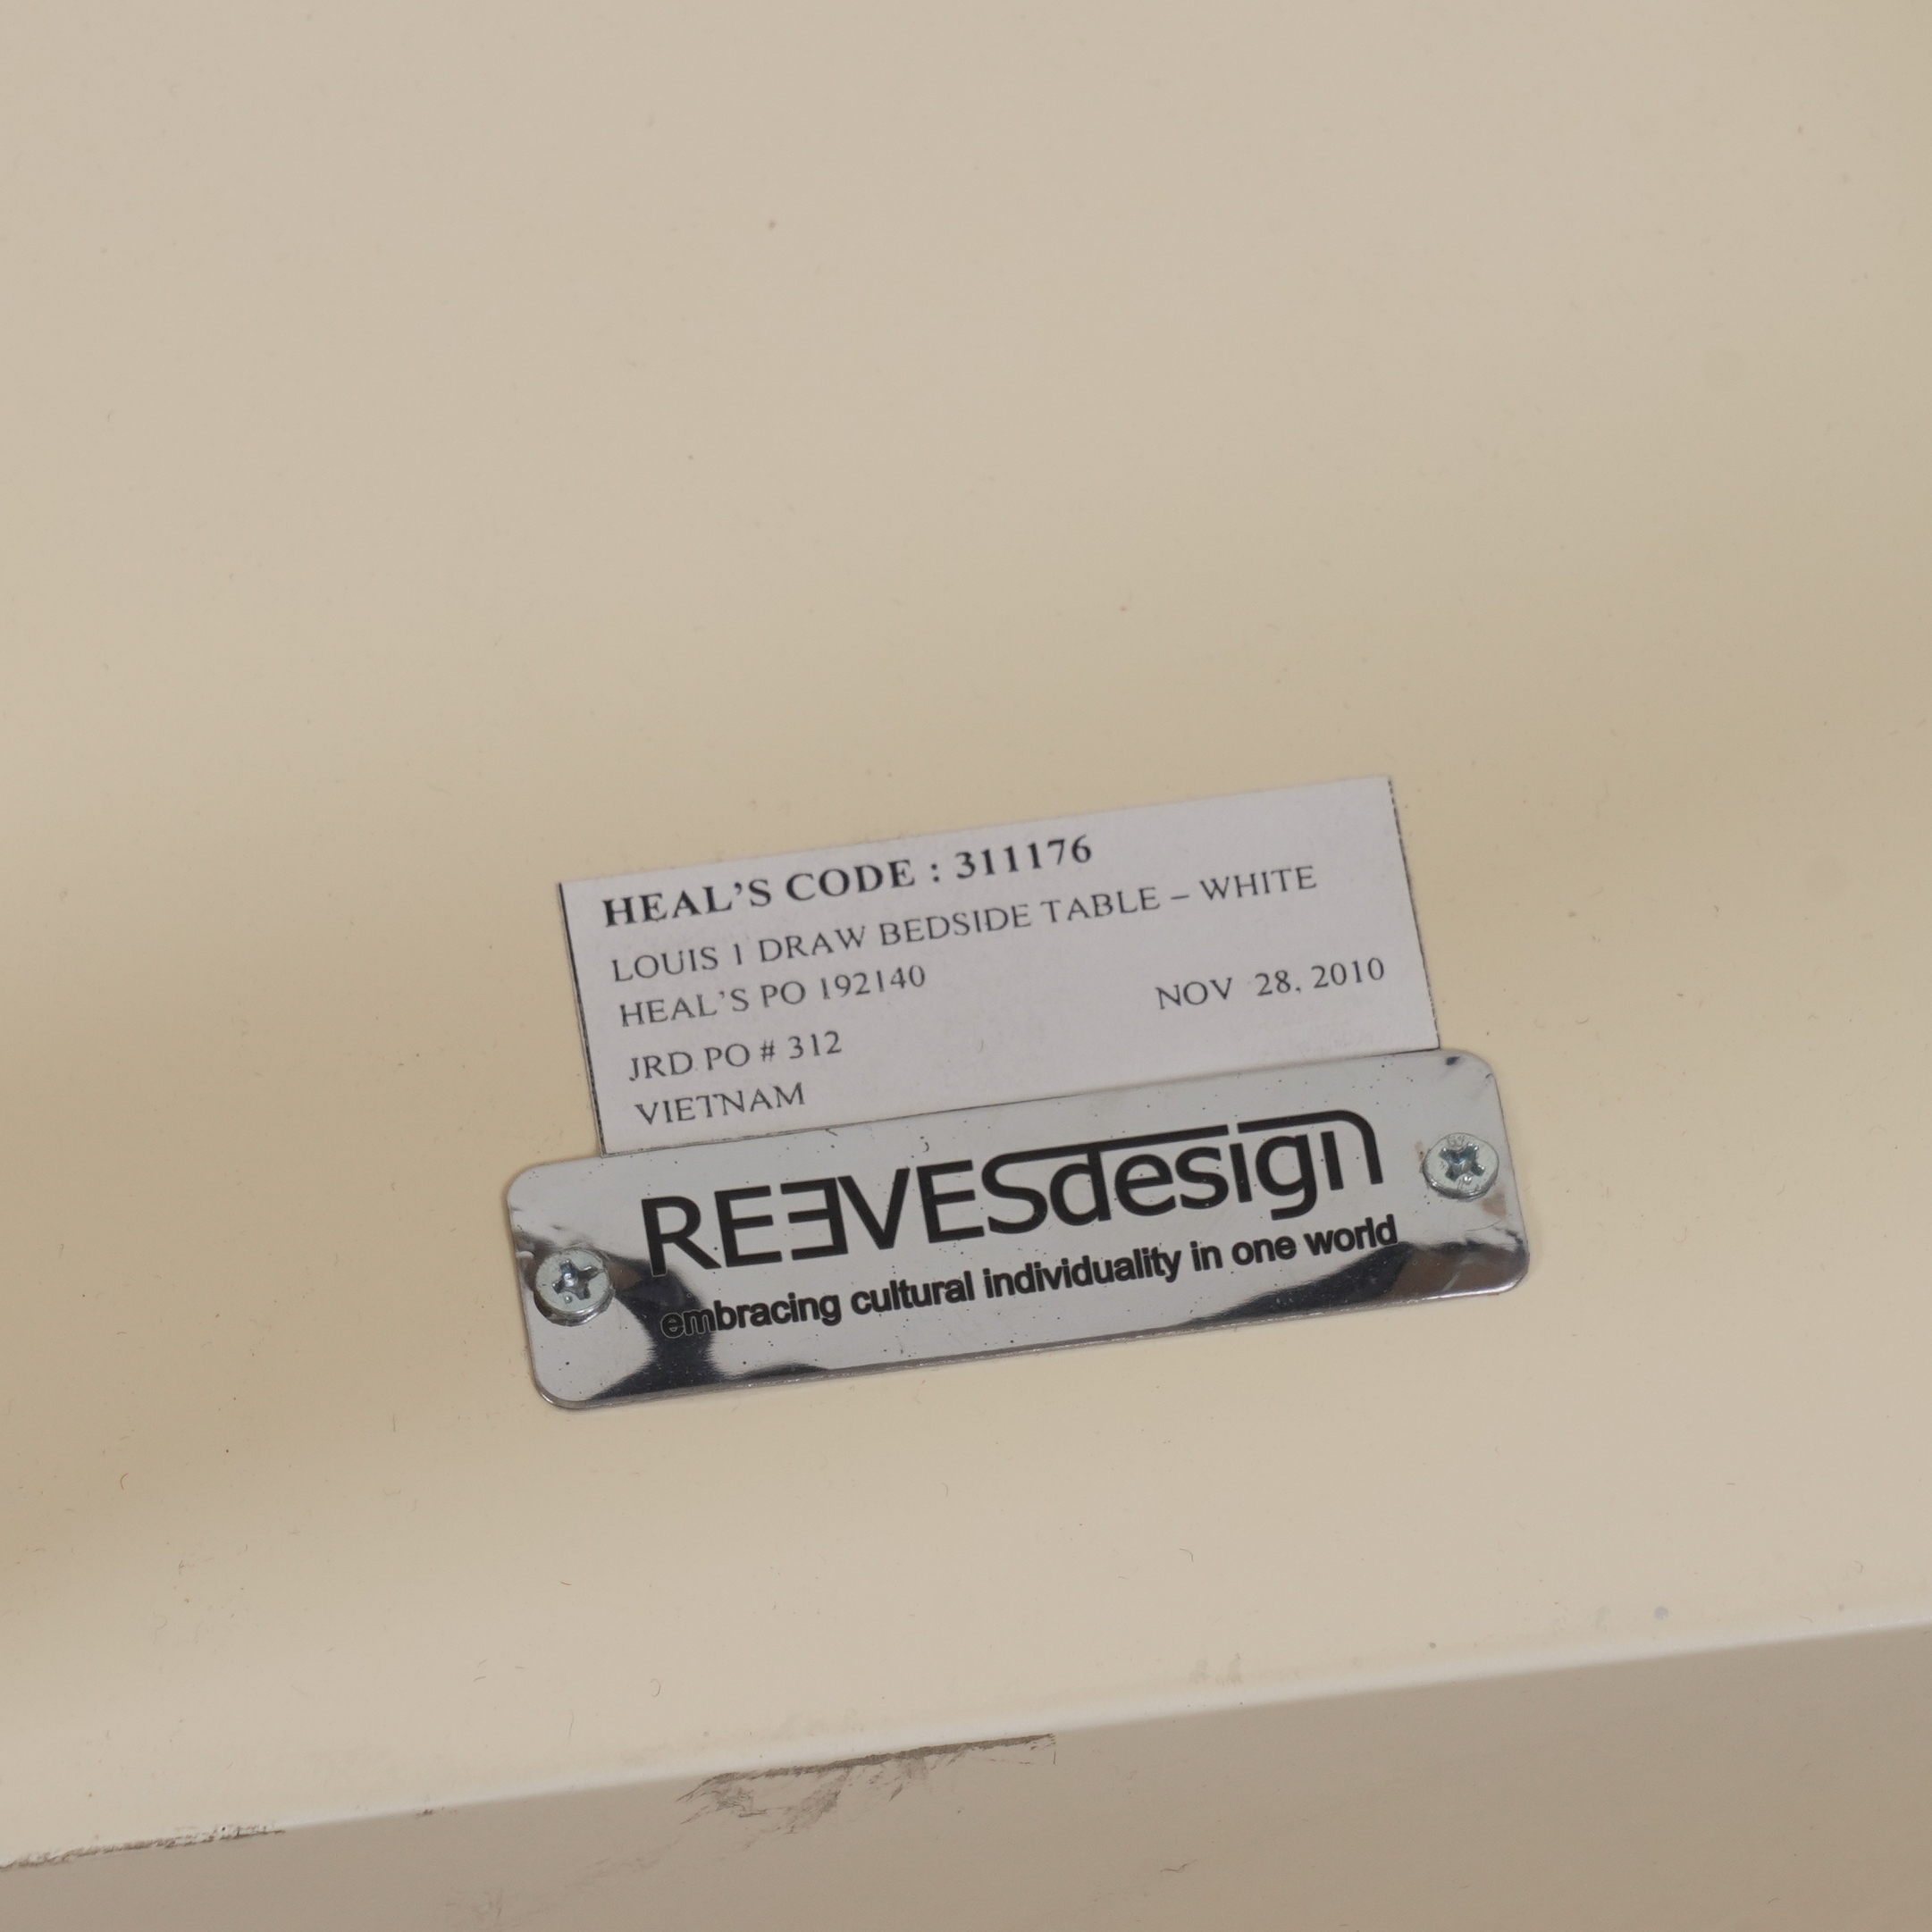 HEAL'S CODE : 311176
LOUIS 1 DRAW BEDSIDE TABLE – WHITE
HEAL'S PO 192140
NOV 28, 2010
JRD PO # 312
VIETNAM
REEVESdesign
embracing cultural individuality in one world